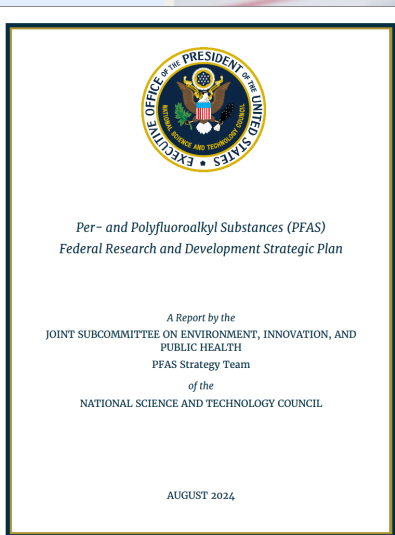 EXECUTIVE OFFICE OF THE PRESIDENT OF THE UNITED STATES
NATIONAL SCIENCE AND TECHNOLOGY COUNCIL
Per- and Polyfluoroalkyl Substances (PFAS)
Federal Research and Development Strategic Plan
A Report by the
JOINT SUBCOMMITTEE ON ENVIRONMENT, INNOVATION, AND
PUBLIC HEALTH
PFAS Strategy Team
of the
NATIONAL SCIENCE AND TECHNOLOGY COUNCIL
AUGUST 2024